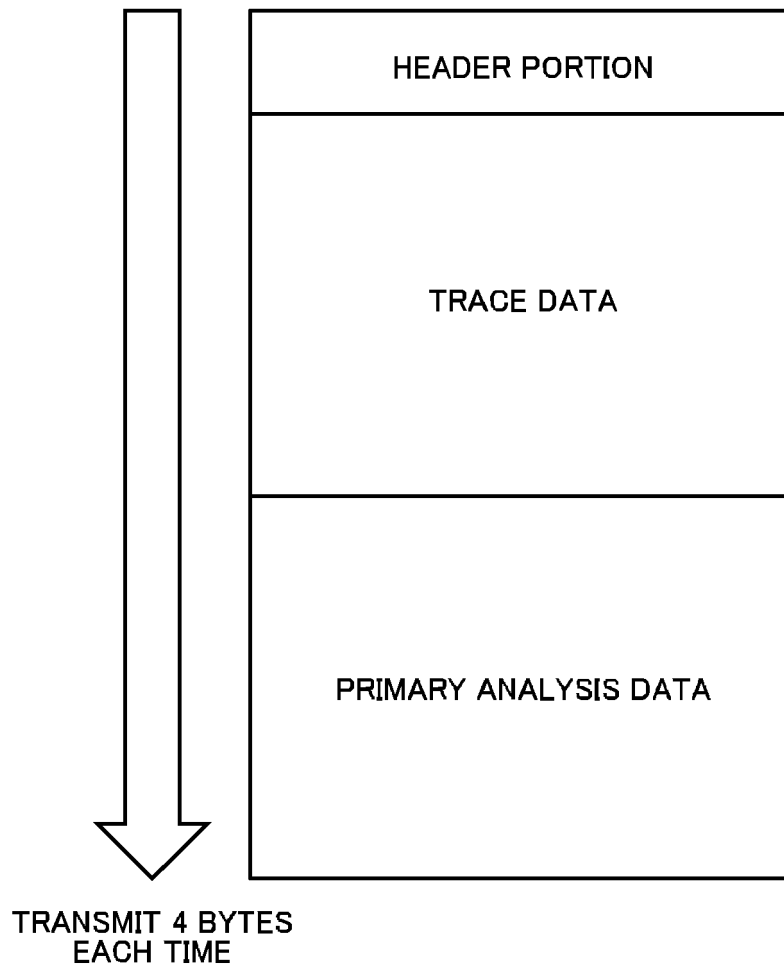 HEADER PORTION
TRACE DATA
PRIMARY ANALYSIS DATA
TRANSMIT 4 BYTES
EACH TIME